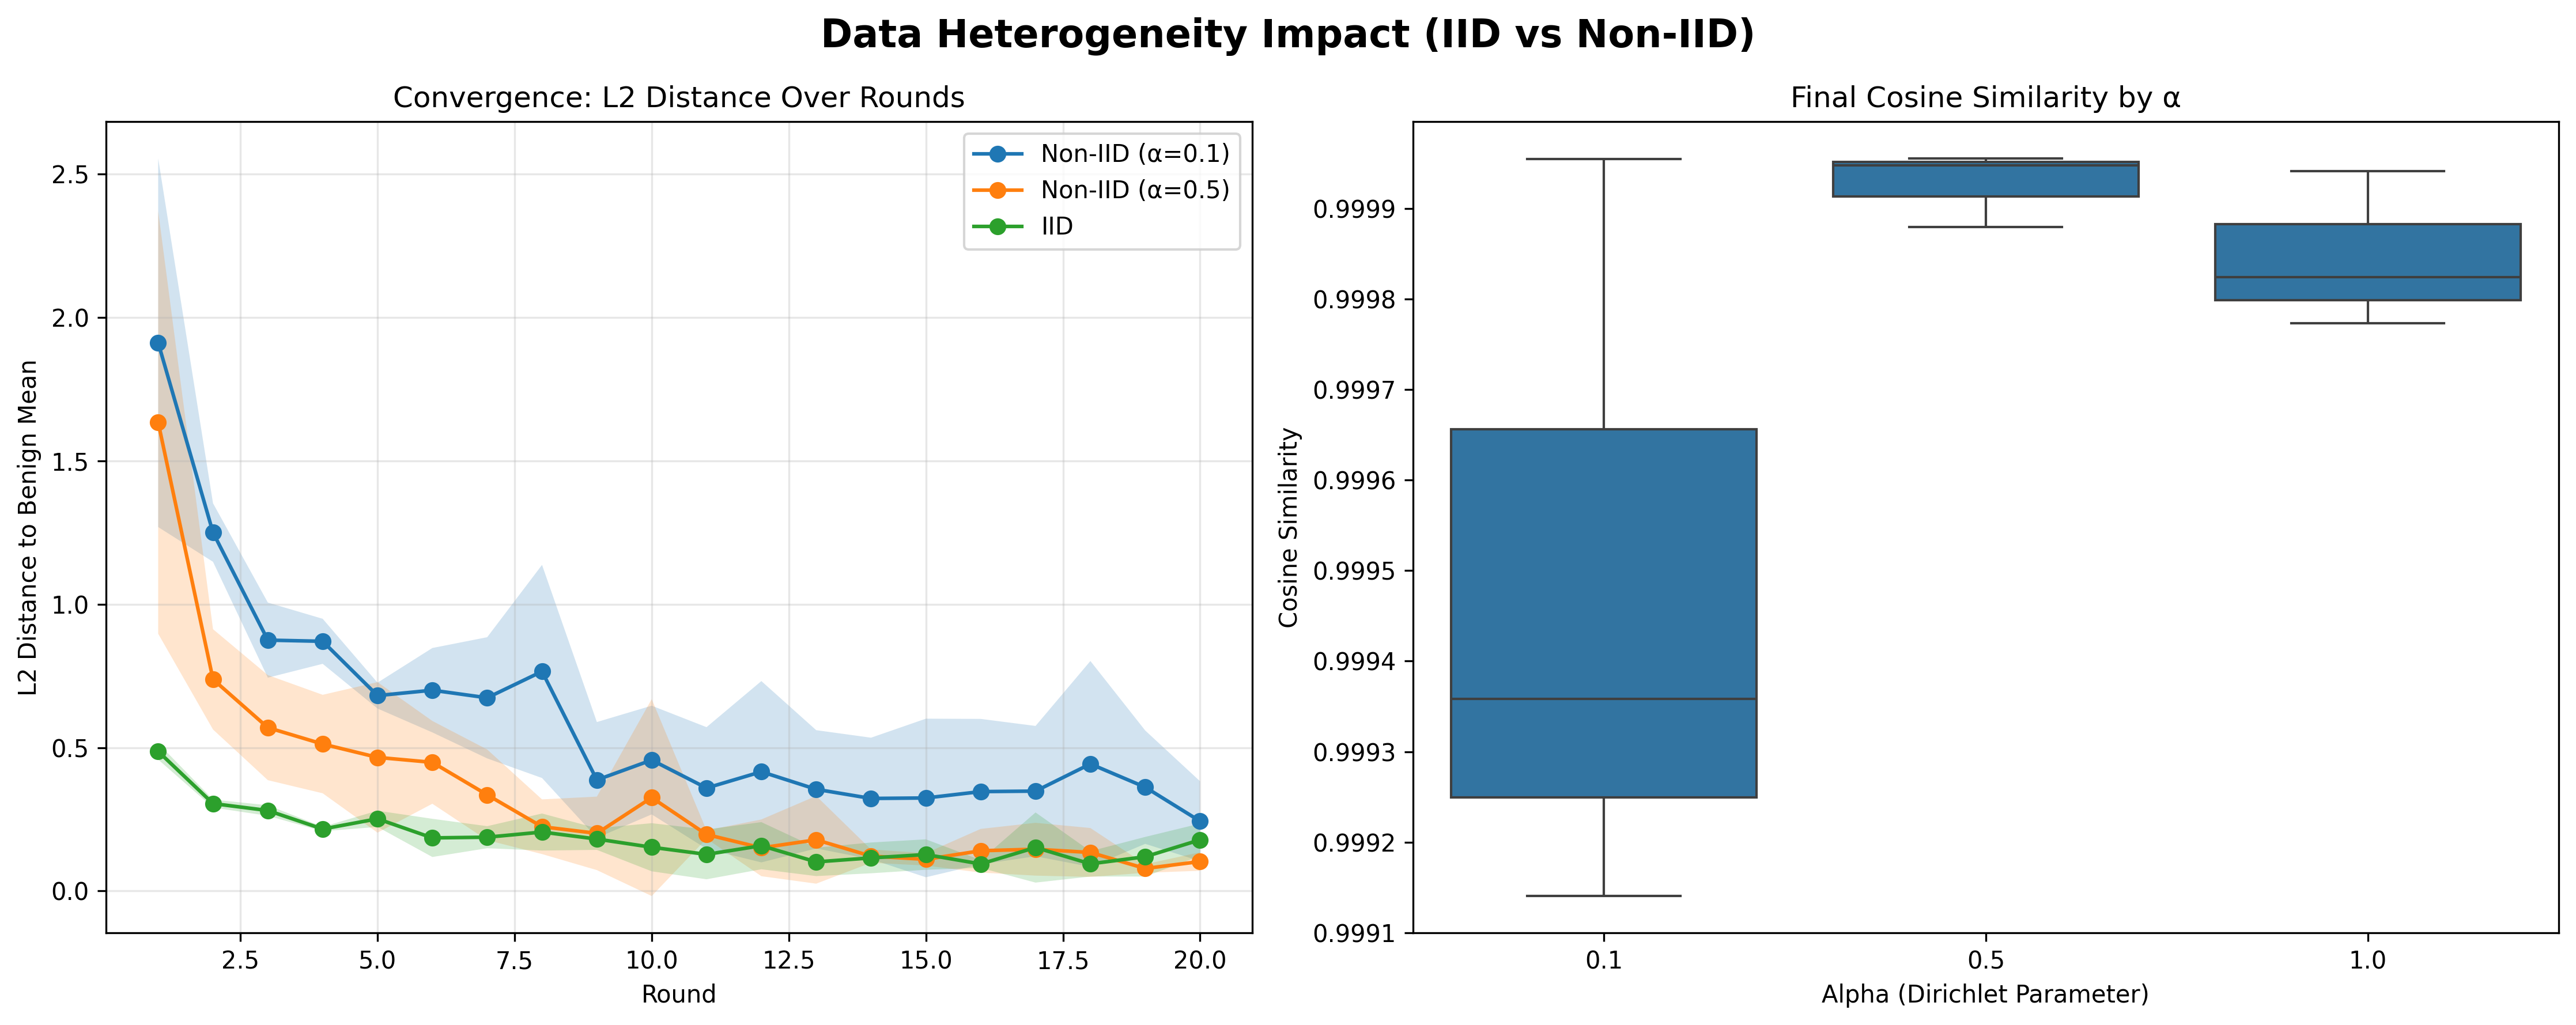 Data Heterogeneity Impact (IID vs Non-IID)
Convergence: L2 Distance Over Rounds
L2 Distance to Benign Mean
2.5
2.0
1.5
1.0
0.5
0.0
Non-IID (α=0.1)
Non-IID (α=0.5)
IID
2.5 5.0 7.5 10.0 12.5 15.0 17.5 20.0
Round
Final Cosine Similarity by α
Cosine Similarity
0.9999
0.9998
0.9997
0.9996
0.9995
0.9994
0.9993
0.9992
0.9991
0.1 0.5 1.0
Alpha (Dirichlet Parameter)